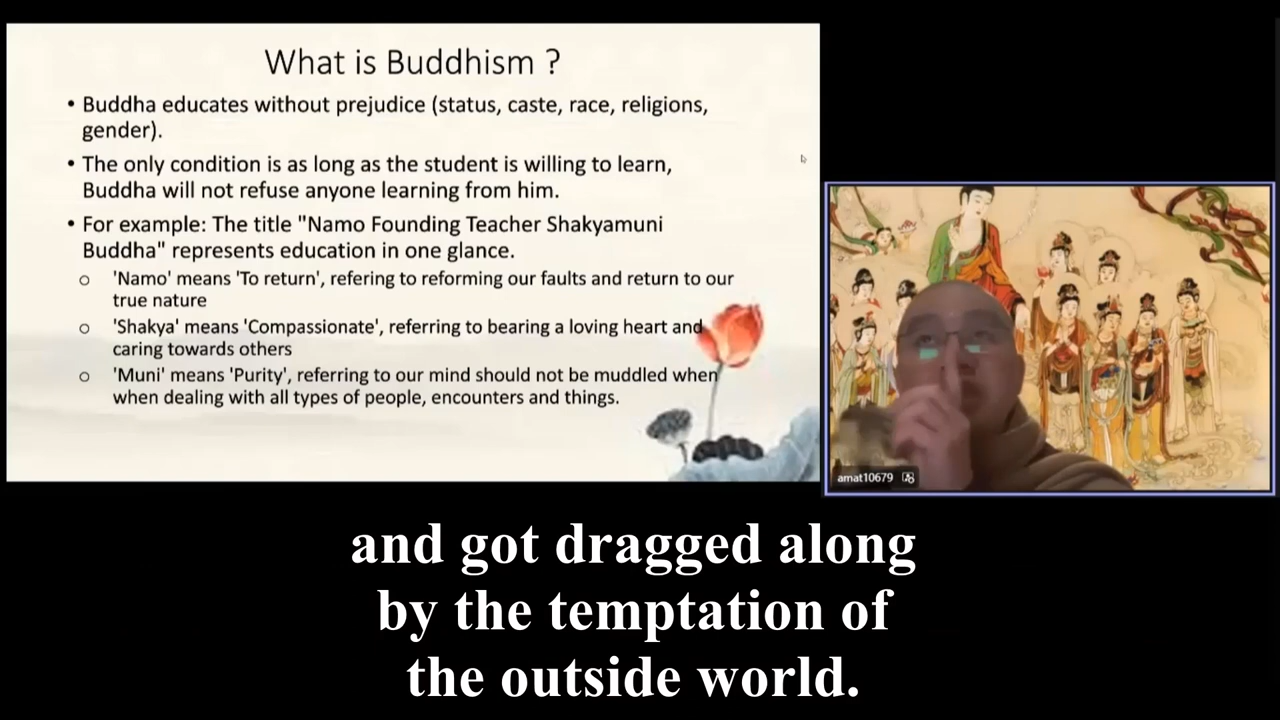 What is Buddhism ?
• Buddha educates without prejudice (status, caste, race, religions,
gender).
• The only condition is as long as the student is willing to learn,
Buddha will not refuse anyone learning from him.
• For example: The title "Namo Founding Teacher Shakyamuni
Buddha" represents education in one glance.
o 'Namo' means 'To return', refering to reforming our faults and return to our
true nature
o 'Shakya' means 'Compassionate', referring to bearing a loving heart and
caring towards others
o 'Muni' means 'Purity', referring to our mind should not be muddled when
when dealing with all types of people, encounters and things.
amat10679
and got dragged along
by the temptation of
the outside world.